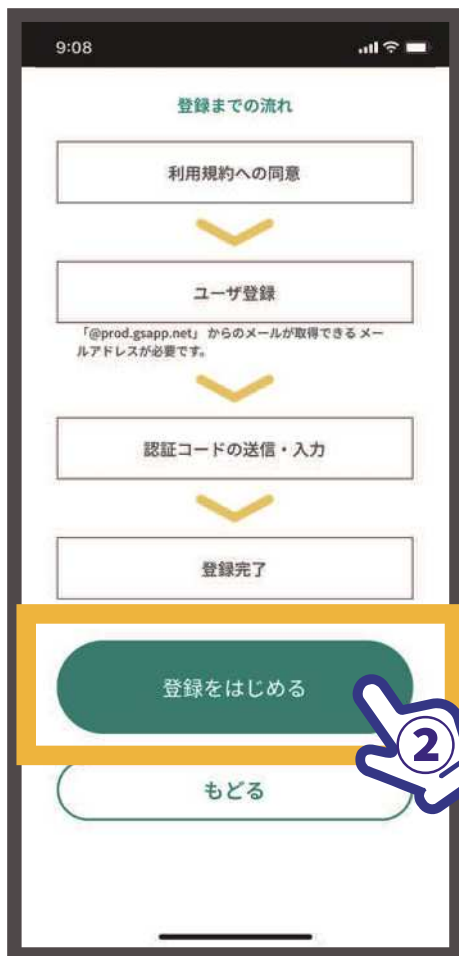 9:08
登録までの流れ
利用規約への同意
ユーザ登録
「@prod.gsapp.net」 からのメールが取得できる メー
ルアドレスが必要です。
認証コードの送信・入力
登録完了
登録をはじめる
2
もどる